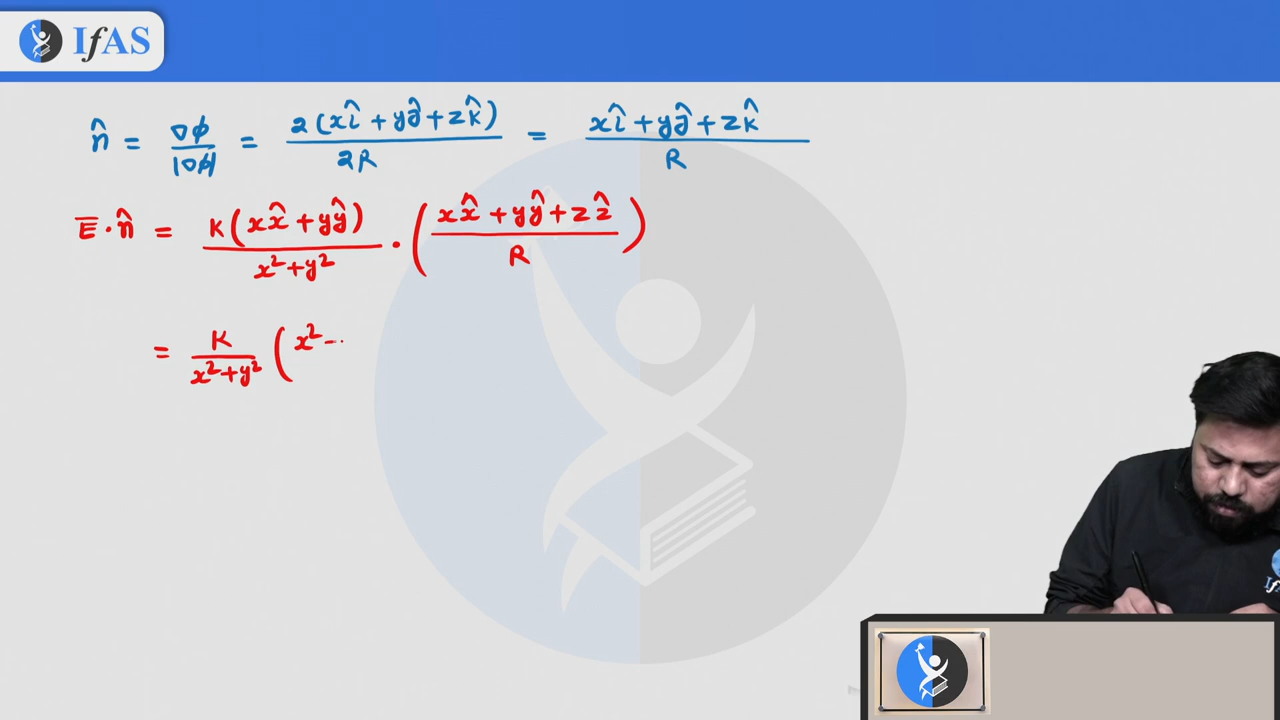 IfAS
n̂ = ∇φ/|∇φ| = 2(xî + yĵ + zk̂)/2R = xî + yĵ + zk̂/R
E̅ · n̂ = K(xx̂ + yŷ)/x²+y² · (xx̂ + yŷ + zẑ/R)
= K/x²+y² (x² -
IfAS